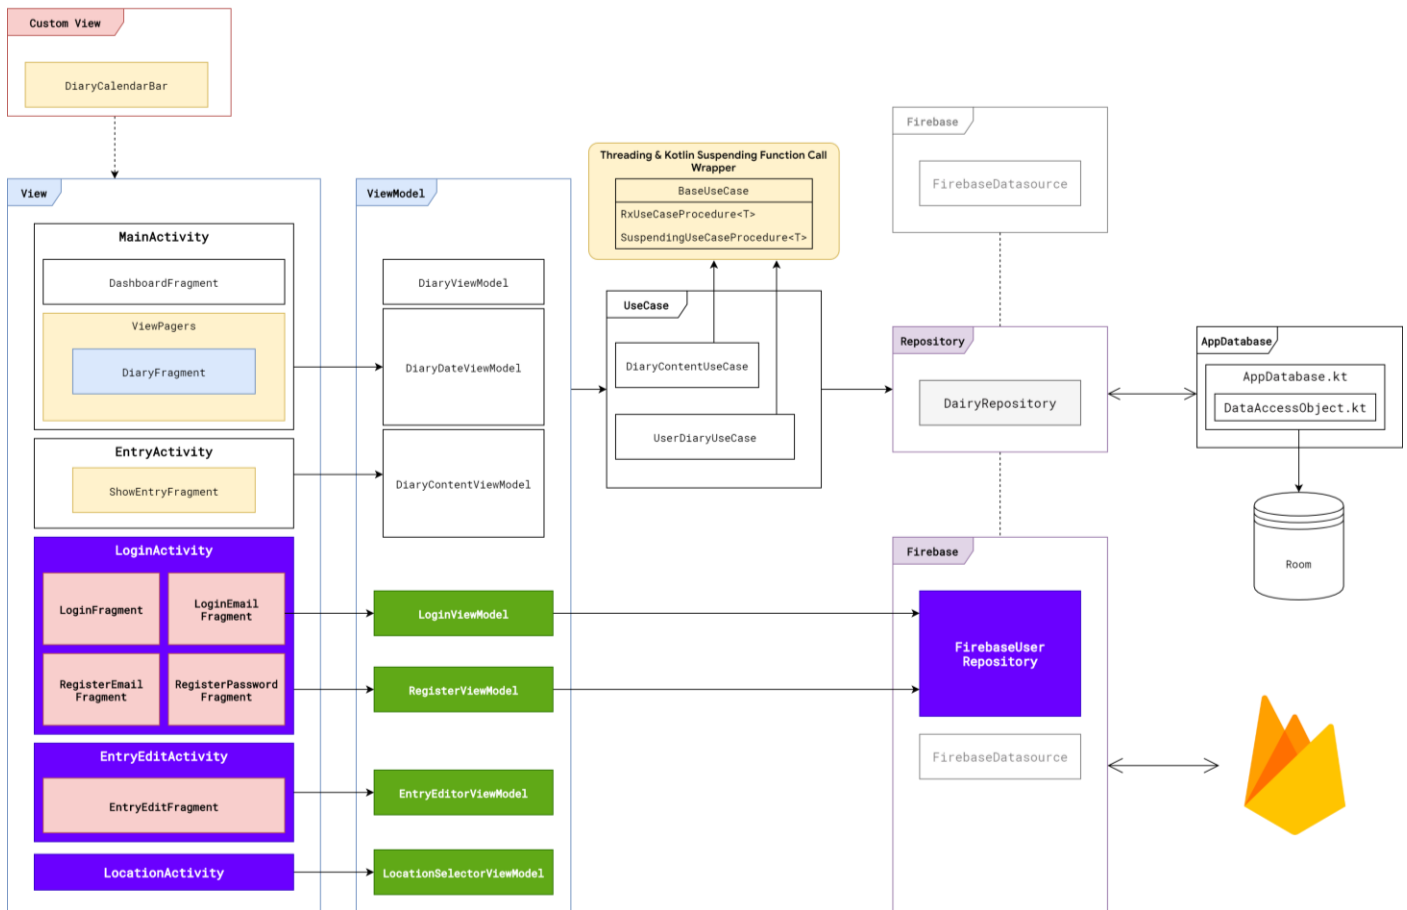 Custom View
DiaryCalendarBar
View
MainActivity
DashboardFragment
ViewPagers
DiaryFragment
EntryActivity
ShowEntryFragment
LoginActivity
LoginFragment
LoginEmail
Fragment
RegisterEmail
Fragment
RegisterPassword
Fragment
EntryEditActivity
EntryEditFragment
LocationActivity
ViewModel
DiaryViewModel
DiaryDateViewModel
DiaryContentViewModel
LoginViewModel
RegisterViewModel
EntryEditorViewModel
LocationSelectorViewModel
Threading & Kotlin Suspending Function Call
Wrapper
BaseUseCase
RxUseCaseProcedure<T>
SuspendingUseCaseProcedure<T>
UseCase
DiaryContentUseCase
UserDiaryUseCase
Firebase
FirebaseDatasource
Repository
DairyRepository
Firebase
FirebaseUser
Repository
FirebaseDatasource
AppDatabase
AppDatabase.kt
DataAccessObject.kt
Room